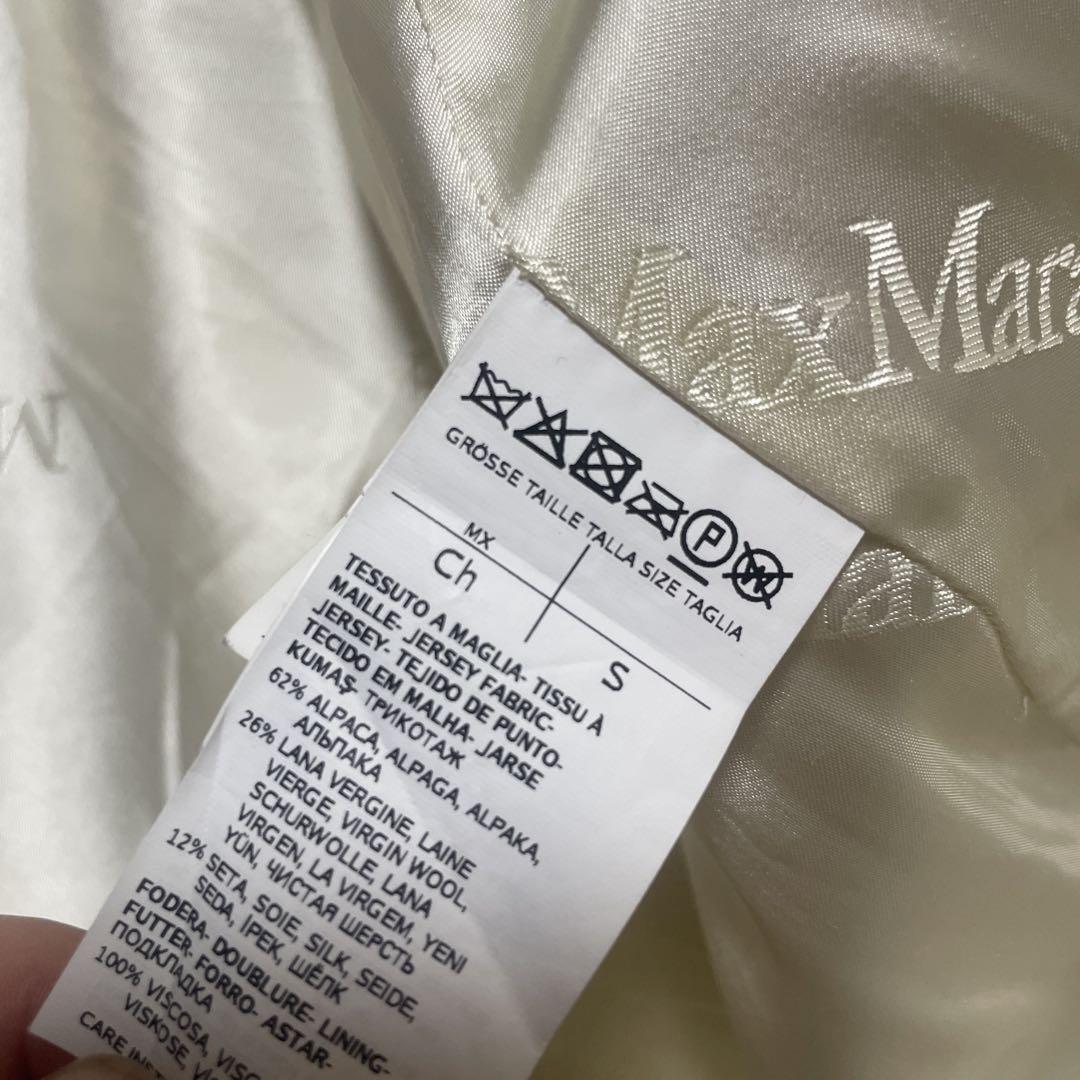 MaxMara
MaxMara
M
P
W
GRÖSSE TAILLE TALLA SIZE TAGLIA
MX
Ch
S
TESSUTO A MAGLIA- TISSU À
MAILLE- JERSEY FABRIC-
JERSEY- TEJIDO DE PUNTO-
TECIDO EM MALHA- JARSE
KUMAŞ- ТРИКОТАЖ
62% ALPACA, ALPAGA, ALPAKA,
АЛЬПАКА
26% LANA VERGINE, LAINE
VIERGE, VIRGIN WOOL,
SCHURWOLLE, LANA
VIRGEN, LA VIRGEM, YENI
YÜN, ЧИСТАЯ ШЕРСТЬ
12% SETA, SOIE, SILK, SEIDE,
SEDA, İPEK, ШЁЛК
FODERA- DOUBLURE- LINING-
FUTTER- FORRO- ASTAR-
ПОДКЛАДКА
100% VISCOSA,
VISKOSE,
CARE